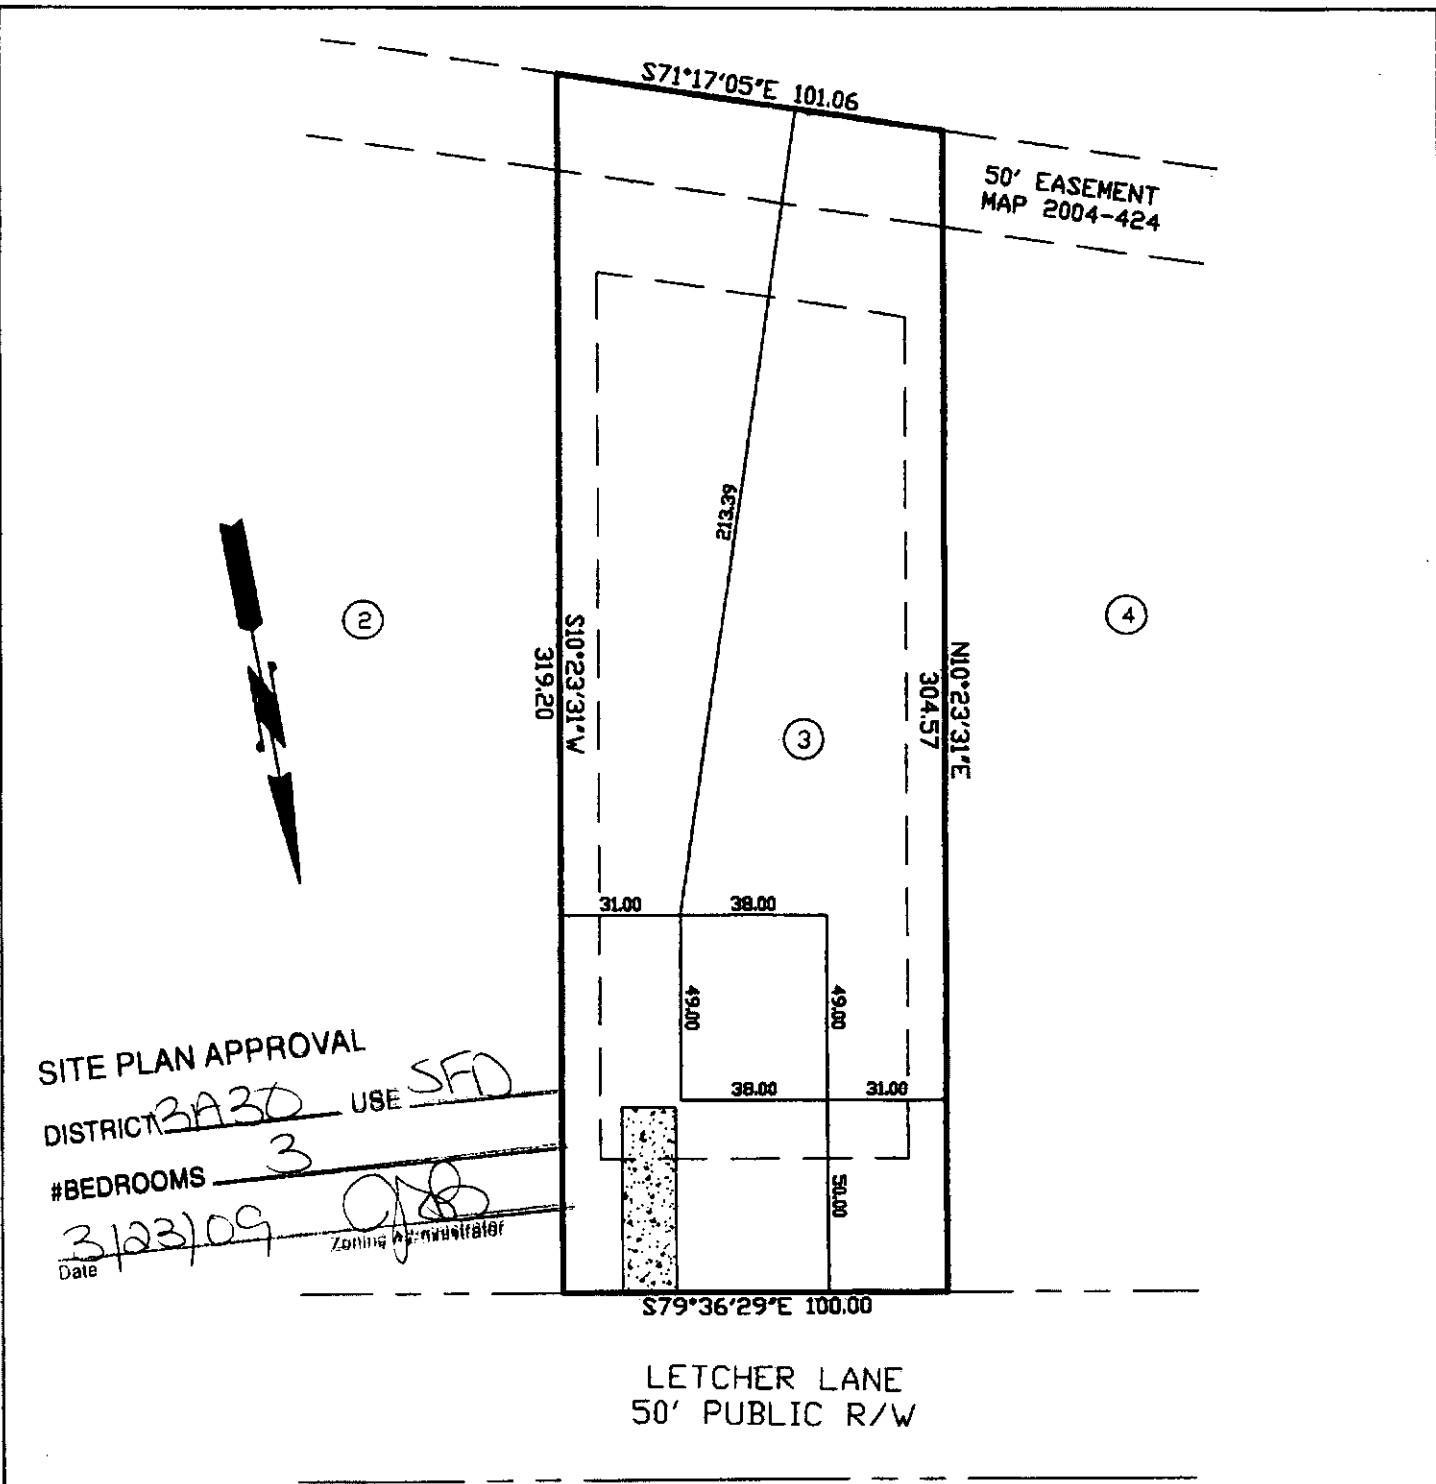 S71°17'05"E 101.06
50' EASEMENT
MAP 2004-424
213.39
2
4
S10°23'31"W
319.20
N10°23'31"E
304.57
3
31.00
38.00
49.00
49.00
38.00
31.00
50.00
SITE PLAN APPROVAL
DISTRICT RA30 USE SFD
#BEDROOMS 3
3/23/09
Date
Zoning Administrator
S79°36'29"E 100.00
LETCHER LANE
50' PUBLIC R/W